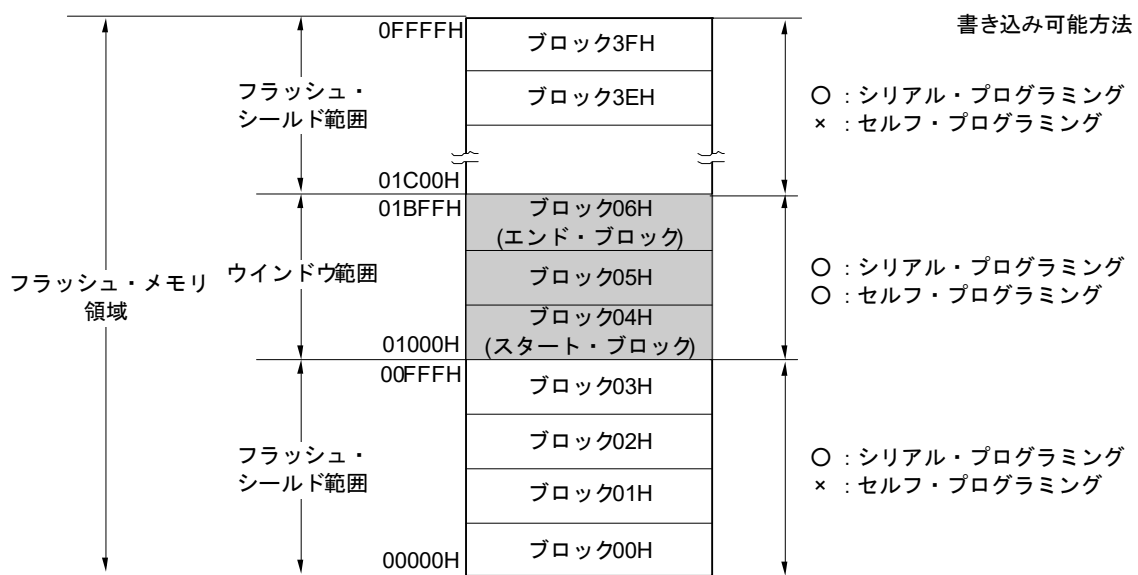 書き込み可能方法
0FFFFH
ブロック3FH
ブロック3EH
フラッシュ・
シールド範囲
○ : シリアル・プログラミング
× : セルフ・プログラミング
01C00H
01BFFH
ブロック06H
(エンド・ブロック)
ブロック05H
ブロック04H
(スタート・ブロック)
フラッシュ・メモリ
領域
ウインドウ範囲
○ : シリアル・プログラミング
○ : セルフ・プログラミング
01000H
00FFFH
ブロック03H
ブロック02H
ブロック01H
ブロック00H
フラッシュ・
シールド範囲
○ : シリアル・プログラミング
× : セルフ・プログラミング
00000H